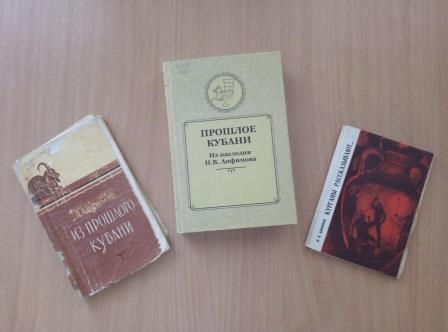 Н. Анфимов
ИЗ ПРОШЛОГО
КУБАНИ
ПРОШЛОЕ
КУБАНИ
Из наследия
Н.В. Анфимова
КУРГАНЫ РАССКАЗЫВАЮТ...